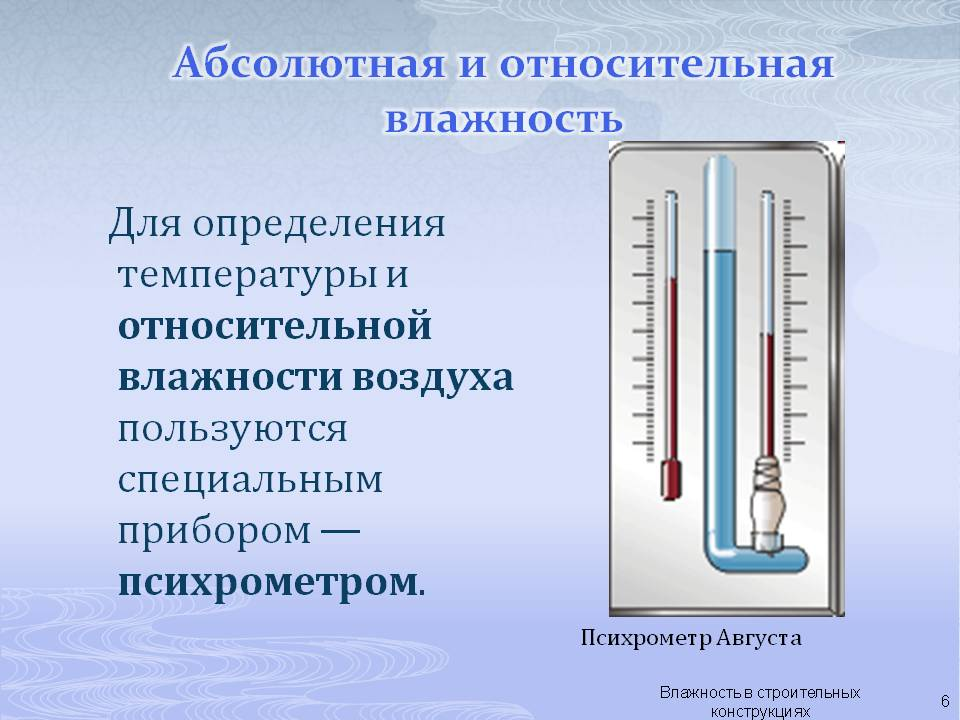 Абсолютная и относительная
влажность
Для определения
температуры и
относительной
влажности воздуха
пользуются
специальным
прибором —
психрометром.
Психрометр Августа
Влажность в строительных
конструкциях
6